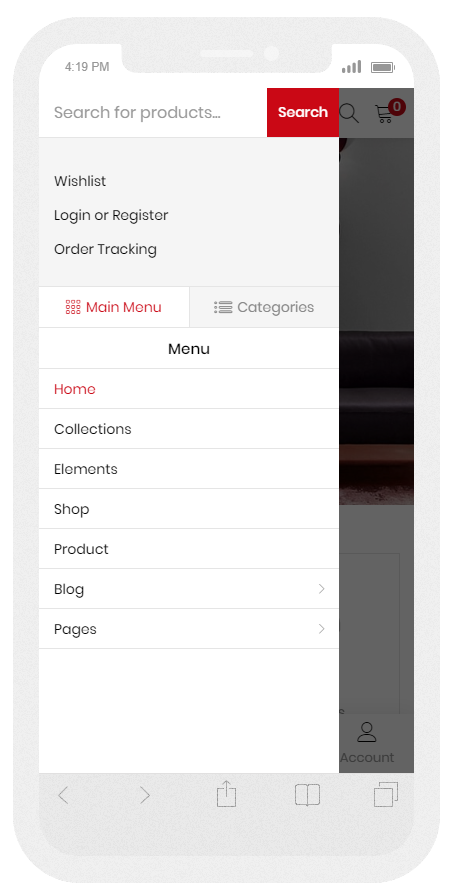 4:19 PM
Search for products...
Search
0
Wishlist
Login or Register
Order Tracking
Main Menu
Categories
Menu
Home
Collections
Elements
Shop
Product
Blog
Pages
Account